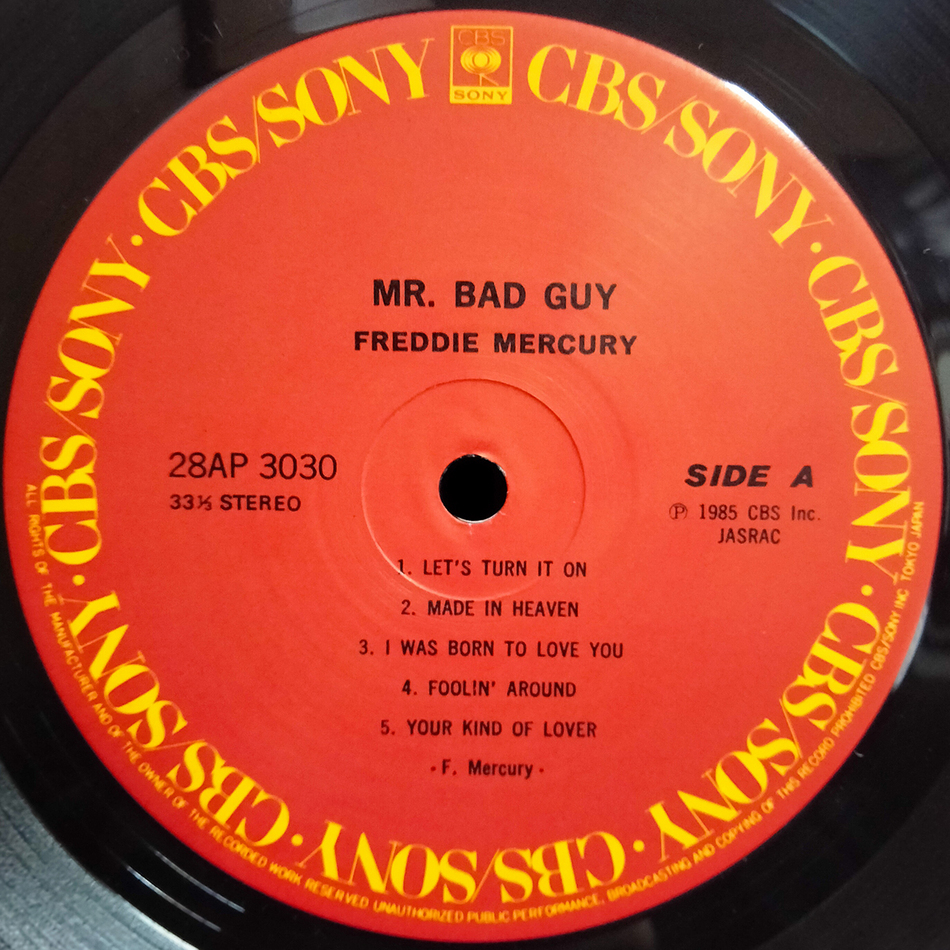 CBS
SONY
CBS/SONY · CBS/SONY · CBS/SONY · CBS/SONY · CBS/SONY · CBS/SONY · CBS/SONY · CBS/SONY
MR. BAD GUY
FREDDIE MERCURY
28AP 3030
33⅓ STEREO
SIDE A
Ⓟ 1985 CBS Inc.
JASRAC
1. LET'S TURN IT ON
2. MADE IN HEAVEN
3. I WAS BORN TO LOVE YOU
4. FOOLIN' AROUND
5. YOUR KIND OF LOVER
· F. Mercury ·
ALL RIGHTS OF THE MANUFACTURER AND OF THE OWNER OF THE RECORDED WORK RESERVED UNAUTHORIZED PUBLIC PERFORMANCE, BROADCASTING AND COPYING OF THIS RECORD PROHIBITED CBS/SONY INC TOKYO JAPAN